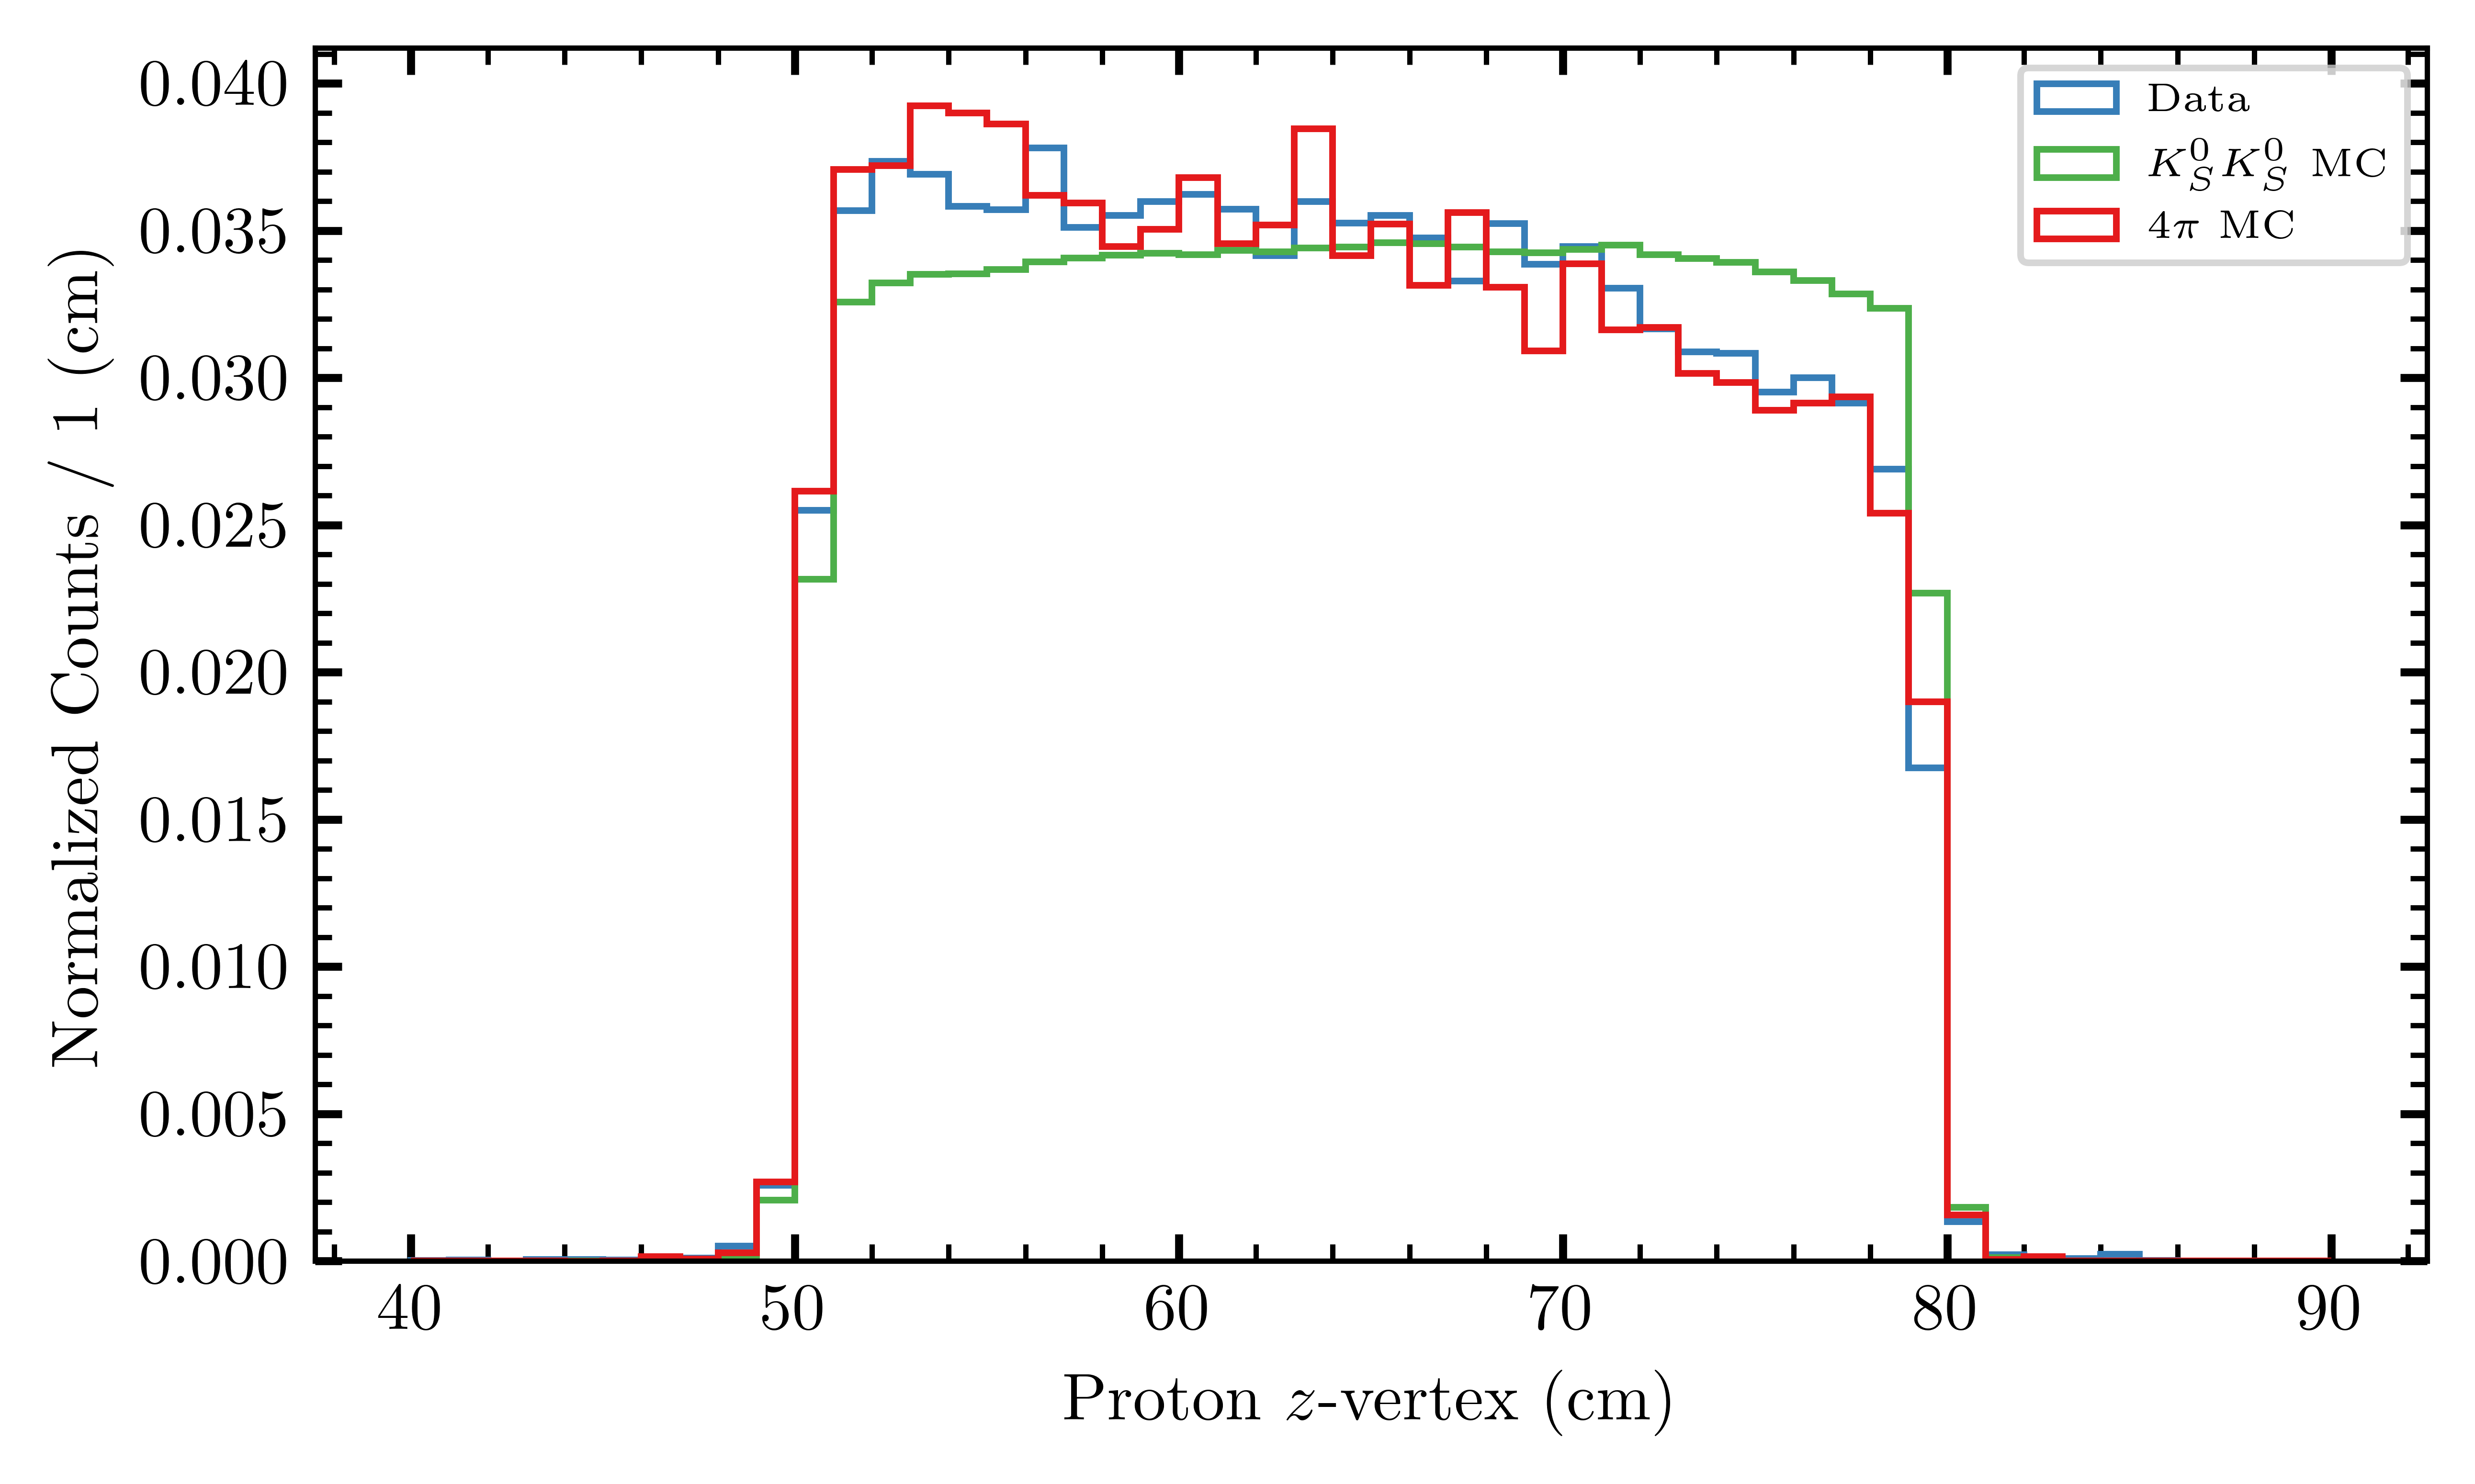 Normalized Counts / 1 (cm)
0.040
0.035
0.030
0.025
0.020
0.015
0.010
0.005
0.000
Data
$K_S^0 K_S^0$ MC
4π MC
40 50 60 70 80 90
Proton z-vertex (cm)